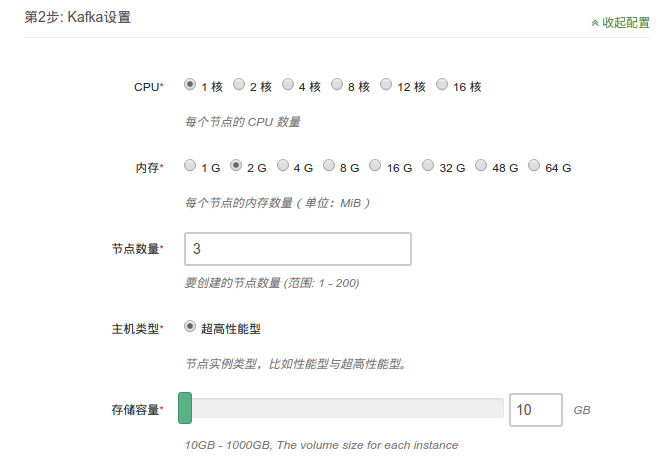 第2步: Kafka设置
收起配置
CPU* 1 核 2 核 4 核 8 核 12 核 16 核
每个节点的 CPU 数量
内存* 1 G 2 G 4 G 8 G 16 G 32 G 48 G 64 G
每个节点的内存数量 ( 单位：MiB )
节点数量* 3
要创建的节点数量 (范围: 1 - 200)
主机类型* 超高性能型
节点实例类型，比如性能型与超高性能型。
存储容量* 10 GB
10GB - 1000GB, The volume size for each instance